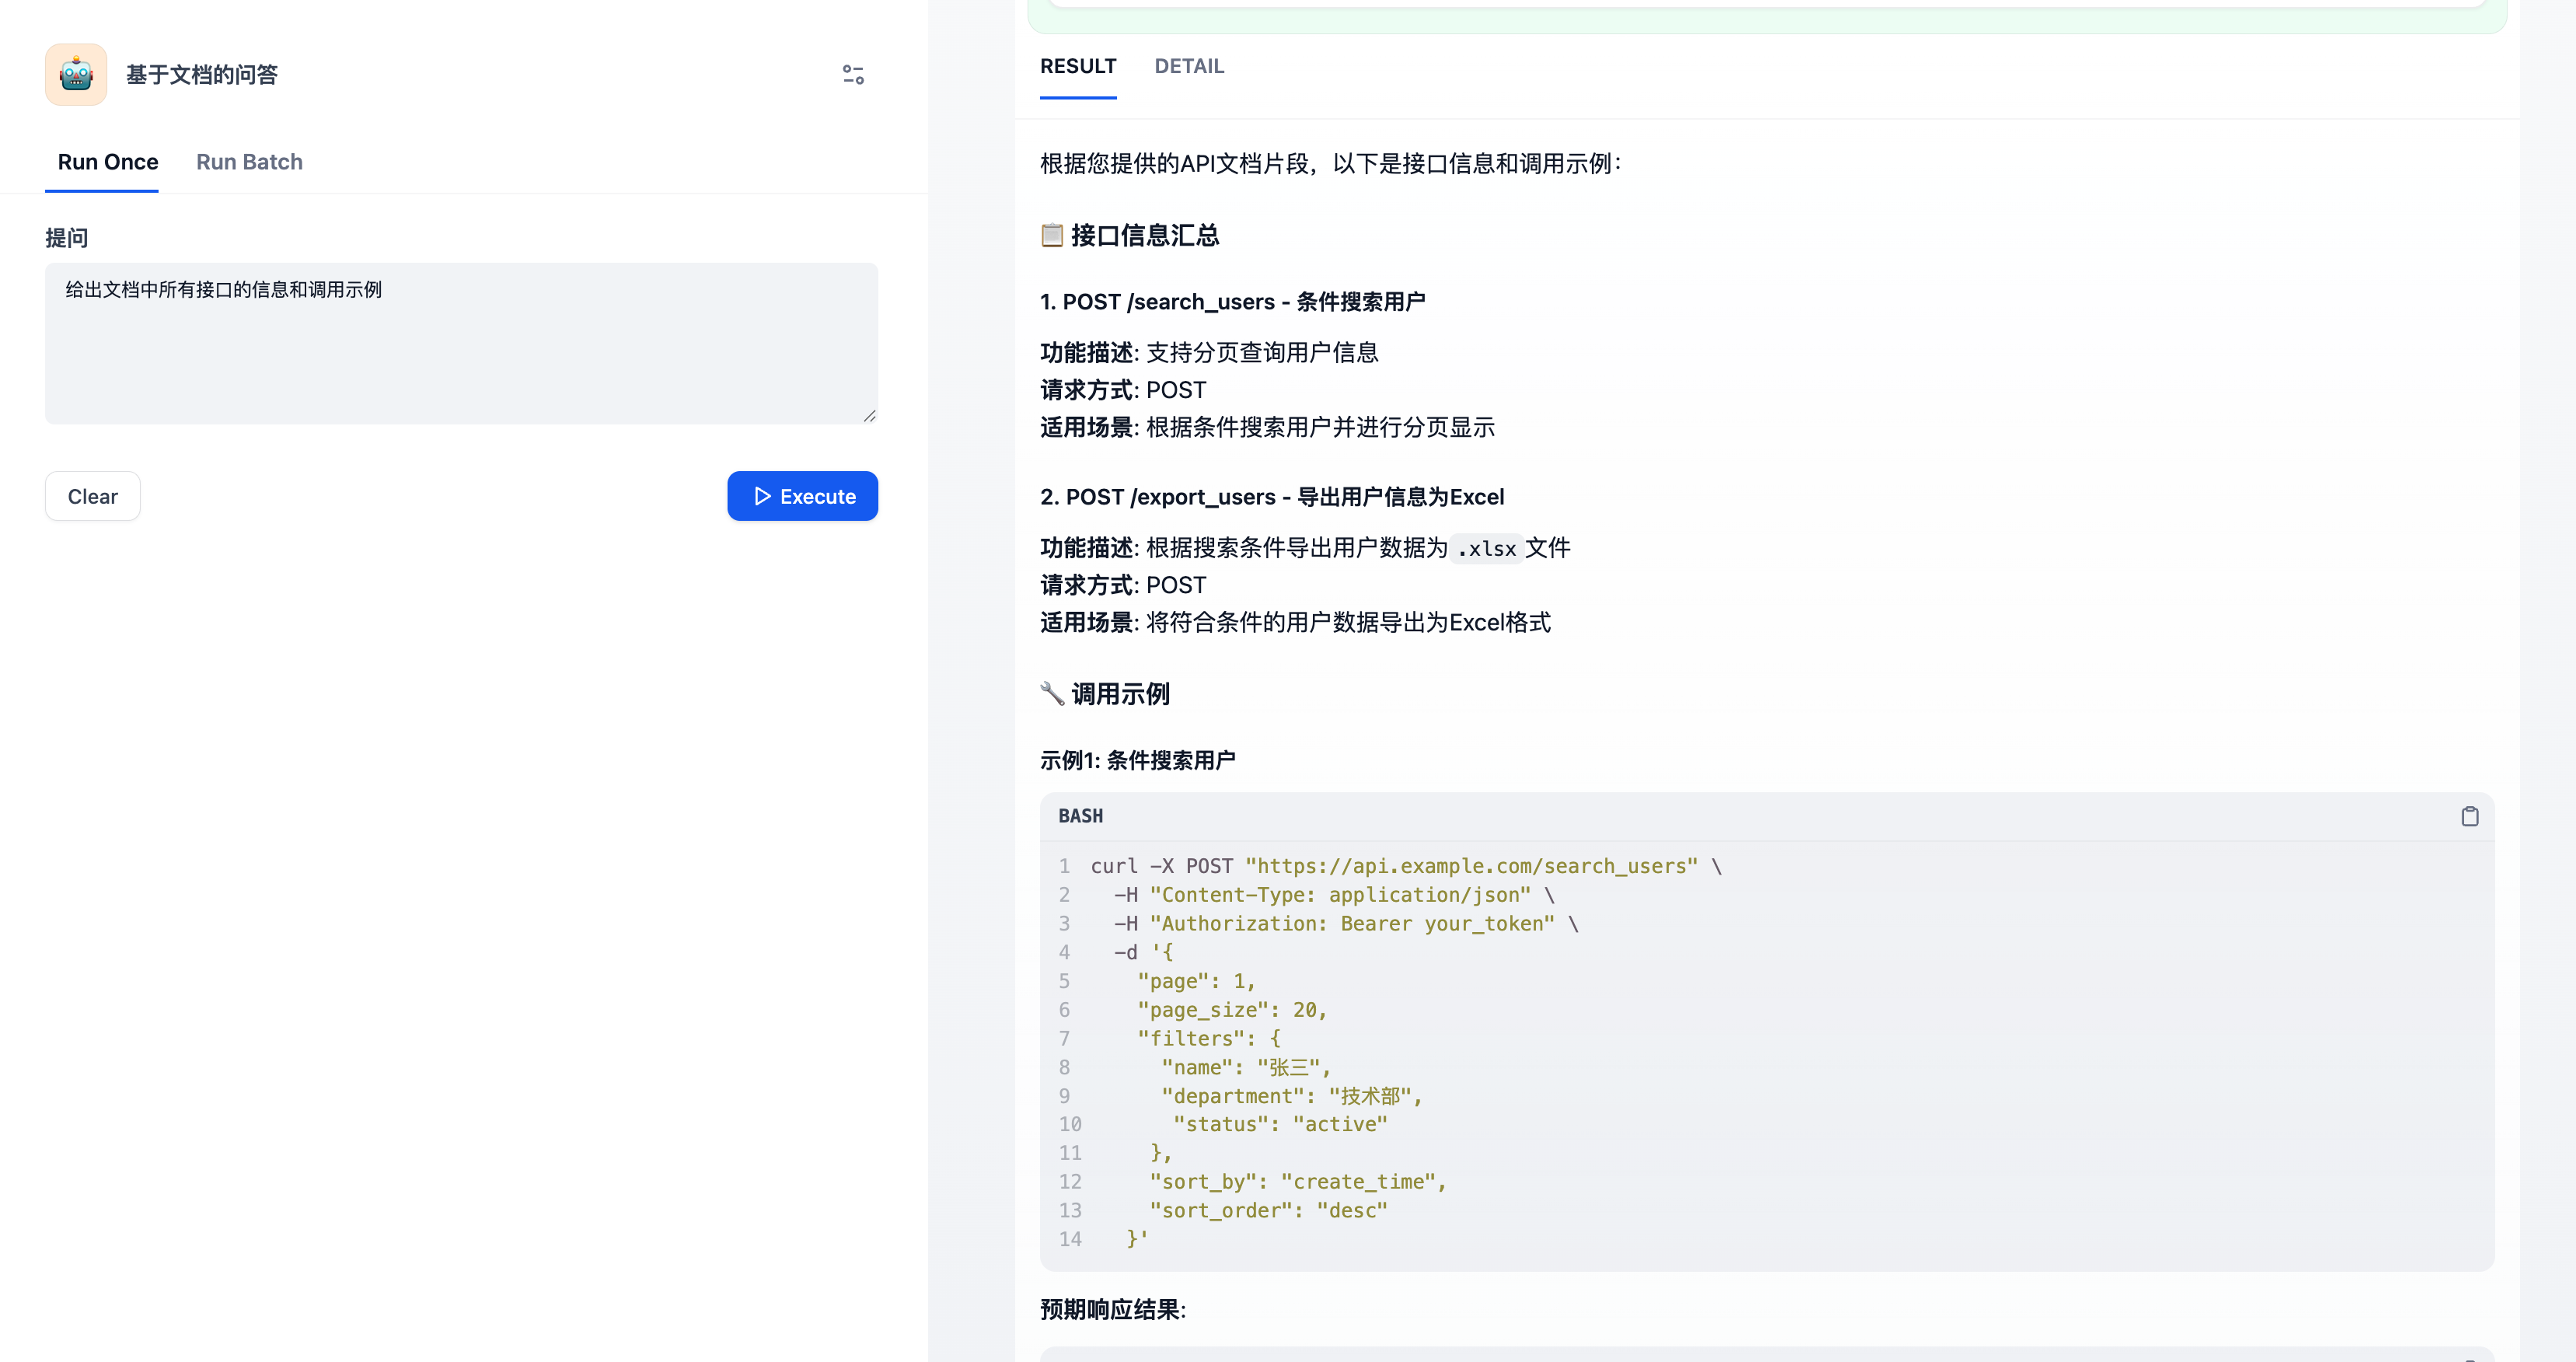 基于文档的问答
Run Once
Run Batch
提问
给出文档中所有接口的信息和调用示例
Clear
Execute
RESULT
DETAIL
根据您提供的API文档片段，以下是接口信息和调用示例：
📋 接口信息汇总
1. POST /search_users - 条件搜索用户
功能描述: 支持分页查询用户信息
请求方式: POST
适用场景: 根据条件搜索用户并进行分页显示
2. POST /export_users - 导出用户信息为Excel
功能描述: 根据搜索条件导出用户数据为 .xlsx 文件
请求方式: POST
适用场景: 将符合条件的用户数据导出为Excel格式
🔧 调用示例
示例1: 条件搜索用户
BASH
1 curl -X POST "https://api.example.com/search_users" \
2   -H "Content-Type: application/json" \
3   -H "Authorization: Bearer your_token" \
4   -d '{
5     "page": 1,
6     "page_size": 20,
7     "filters": {
8       "name": "张三",
9       "department": "技术部",
10       "status": "active"
11     },
12     "sort_by": "create_time",
13     "sort_order": "desc"
14   }'
预期响应结果: